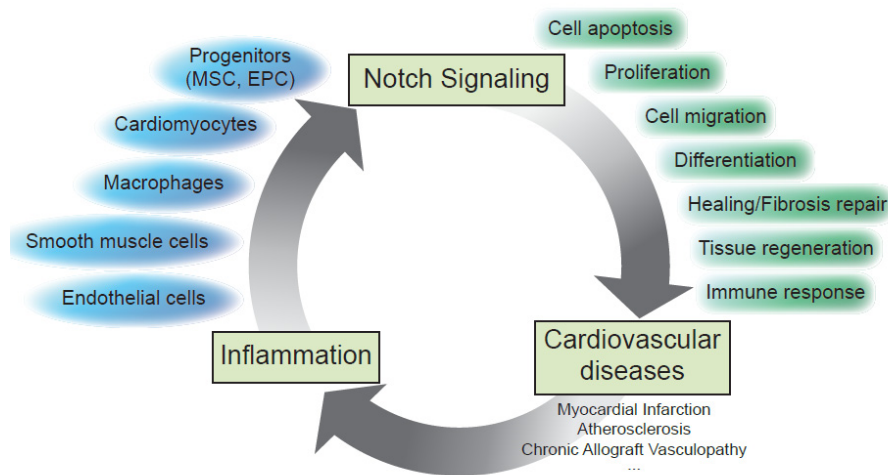 Progenitors
(MSC, EPC)
Cardiomyocytes
Macrophages
Smooth muscle cells
Endothelial cells
Notch Signaling
Cell apoptosis
Proliferation
Cell migration
Differentiation
Healing/Fibrosis repair
Tissue regeneration
Immune response
Inflammation
Cardiovascular
diseases
Myocardial Infarction
Atherosclerosis
Chronic Allograft Vasculopathy
...